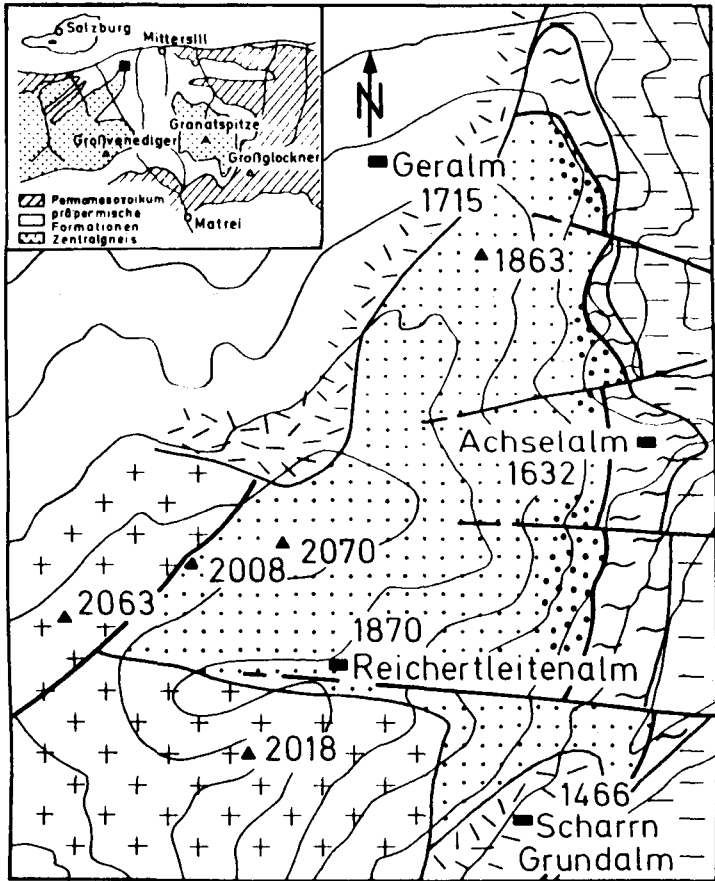 Salzburg
Mittersill
Granatspitze
Großvenediger
Großglockner
Permomesozoikum
präpermische
Formationen
Zentralgneis
Matrei
N
Geralm
1715
1863
Achselalm
1632
2070
2008
2063
1870
Reichertleitenalm
2018
1466
Scharrn
Grundalm